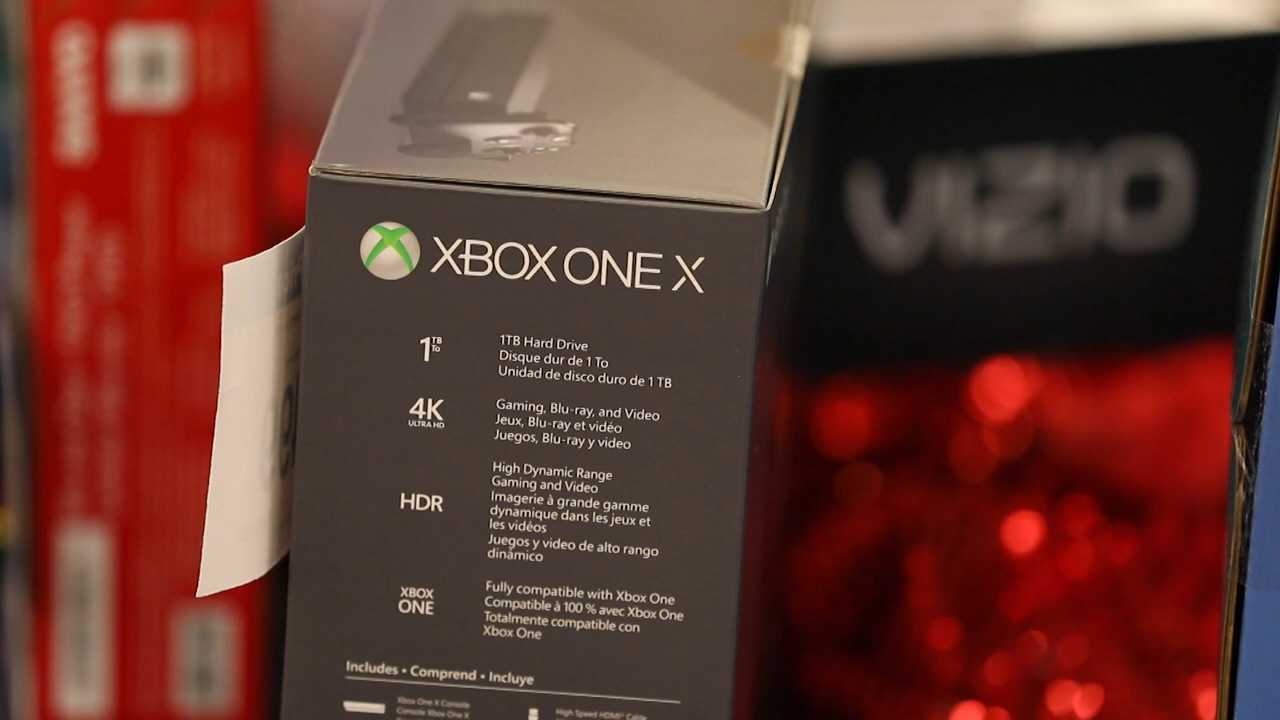 XBOX ONE X
1TB To
1TB Hard Drive
Disque dur de 1 To
Unidad de disco duro de 1 TB
4K
ULTRA HD
Gaming, Blu-ray, and Video
Jeux, Blu-ray et vidéo
Juegos, Blu-ray y video
HDR
High Dynamic Range
Gaming and Video
Imagerie à grande gamme
dynamique dans les jeux et
les vidéos
Juegos y video de alto rango
dinámico
XBOX
ONE
Fully compatible with Xbox One
Compatible à 100 % avec Xbox One
Totalmente compatible con
Xbox One
Includes • Comprend • Incluye
Xbox One X Console
Console Xbox One X
High Speed HDMI™ Cable
VIZIO